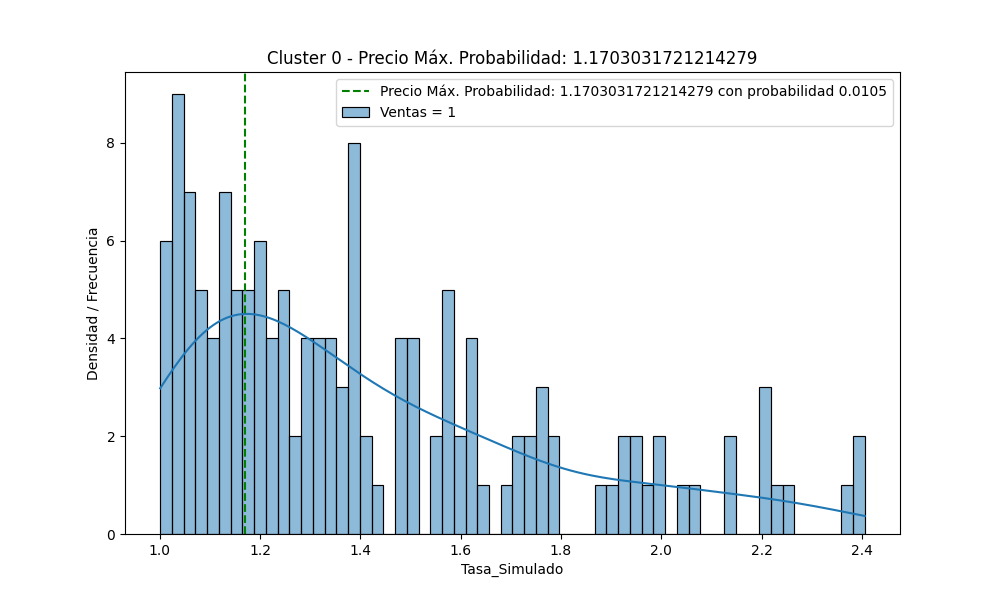 Cluster 0 - Precio Máx. Probabilidad: 1.1703031721214279
Precio Máx. Probabilidad: 1.1703031721214279 con probabilidad 0.0105
Ventas = 1
Densidad / Frecuencia
8
6
4
2
0
1.0 1.2 1.4 1.6 1.8 2.0 2.2 2.4
Tasa_Simulado